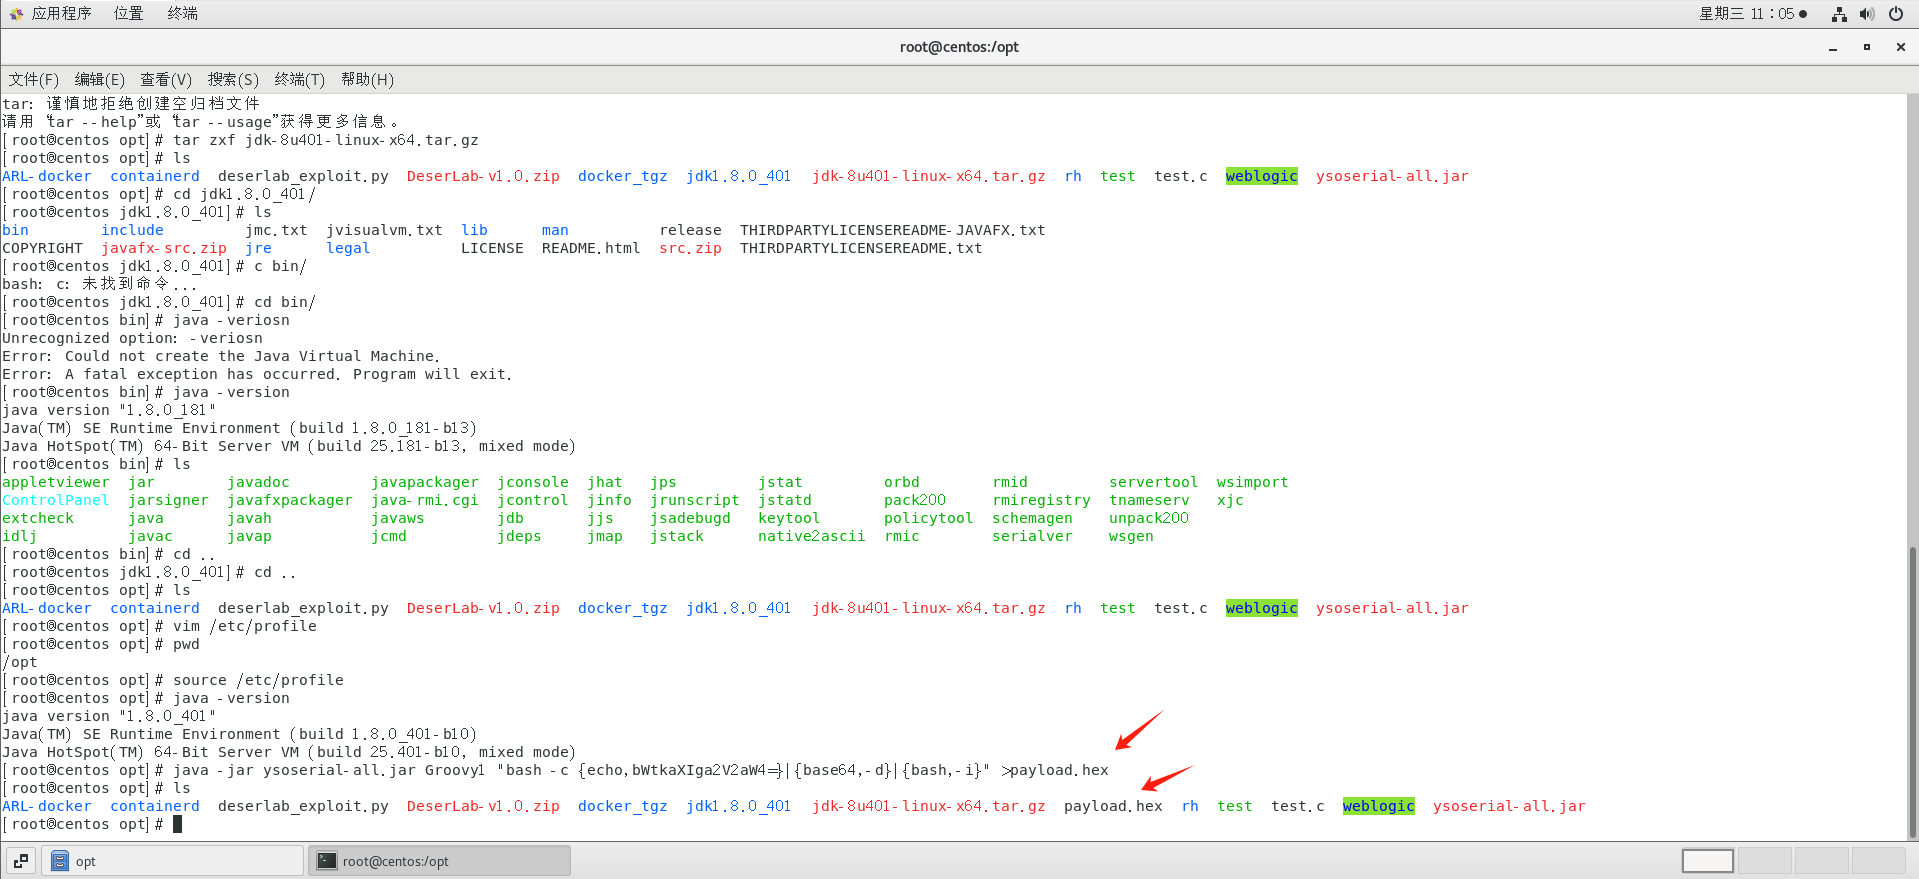 应用程序 位置 终端 星期三 11：05
root@centos:/opt
文件(F) 编辑(E) 查看(V) 搜索(S) 终端(T) 帮助(H)
tar: 谨慎地拒绝创建空归档文件
请用 “tar --help”或 “tar --usage”获得更多信息。
[root@centos opt]# tar zxf jdk-8u401-linux-x64.tar.gz
[root@centos opt]# ls
ARL-docker containerd deserlab_exploit.py DeserLab-v1.0.zip docker_tgz jdk1.8.0_401 jdk-8u401-linux-x64.tar.gz rh test test.c weblogic ysoserial-all.jar
[root@centos opt]# cd jdk1.8.0_401/
[root@centos jdk1.8.0_401]# ls
bin include jmc.txt jvisualvm.txt lib man release THIRDPARTYLICENSEREADME-JAVAFX.txt
COPYRIGHT javafx-src.zip jre legal LICENSE README.html src.zip THIRDPARTYLICENSEREADME.txt
[root@centos jdk1.8.0_401]# c bin/
bash: c: 未找到命令...
[root@centos jdk1.8.0_401]# cd bin/
[root@centos bin]# java -veriosn
Unrecognized option: -veriosn
Error: Could not create the Java Virtual Machine.
Error: A fatal exception has occurred. Program will exit.
[root@centos bin]# java -version
java version "1.8.0_181"
Java(TM) SE Runtime Environment (build 1.8.0_181-b13)
Java HotSpot(TM) 64-Bit Server VM (build 25.181-b13, mixed mode)
[root@centos bin]# ls
appletviewer jar javadoc javapackager jconsole jhat jps jstat orbd rmid servertool wsimport
ControlPanel jarsigner javafxpackager java-rmi.cgi jcontrol jinfo jrunscript jstatd pack200 rmiregistry tnameserv xjc
extcheck java javah javaws jdb jjs jsadebugd keytool policytool schemagen unpack200
idlj javac javap jcmd jdeps jmap jstack native2ascii rmic serialver wsgen
[root@centos bin]# cd ..
[root@centos jdk1.8.0_401]# cd ..
[root@centos opt]# ls
ARL-docker containerd deserlab_exploit.py DeserLab-v1.0.zip docker_tgz jdk1.8.0_401 jdk-8u401-linux-x64.tar.gz rh test test.c weblogic ysoserial-all.jar
[root@centos opt]# vim /etc/profile
[root@centos opt]# pwd
/opt
[root@centos opt]# source /etc/profile
[root@centos opt]# java -version
java version "1.8.0_401"
Java(TM) SE Runtime Environment (build 1.8.0_401-b10)
Java HotSpot(TM) 64-Bit Server VM (build 25.401-b10, mixed mode)
[root@centos opt]# java -jar ysoserial-all.jar Groovy1 "bash -c {echo,bWtkaXIga2V2aW4=}|{base64,-d}|{bash,-i}" >payload.hex
[root@centos opt]# ls
ARL-docker containerd deserlab_exploit.py DeserLab-v1.0.zip docker_tgz jdk1.8.0_401 jdk-8u401-linux-x64.tar.gz payload.hex rh test test.c weblogic ysoserial-all.jar
[root@centos opt]#
opt root@centos:/opt